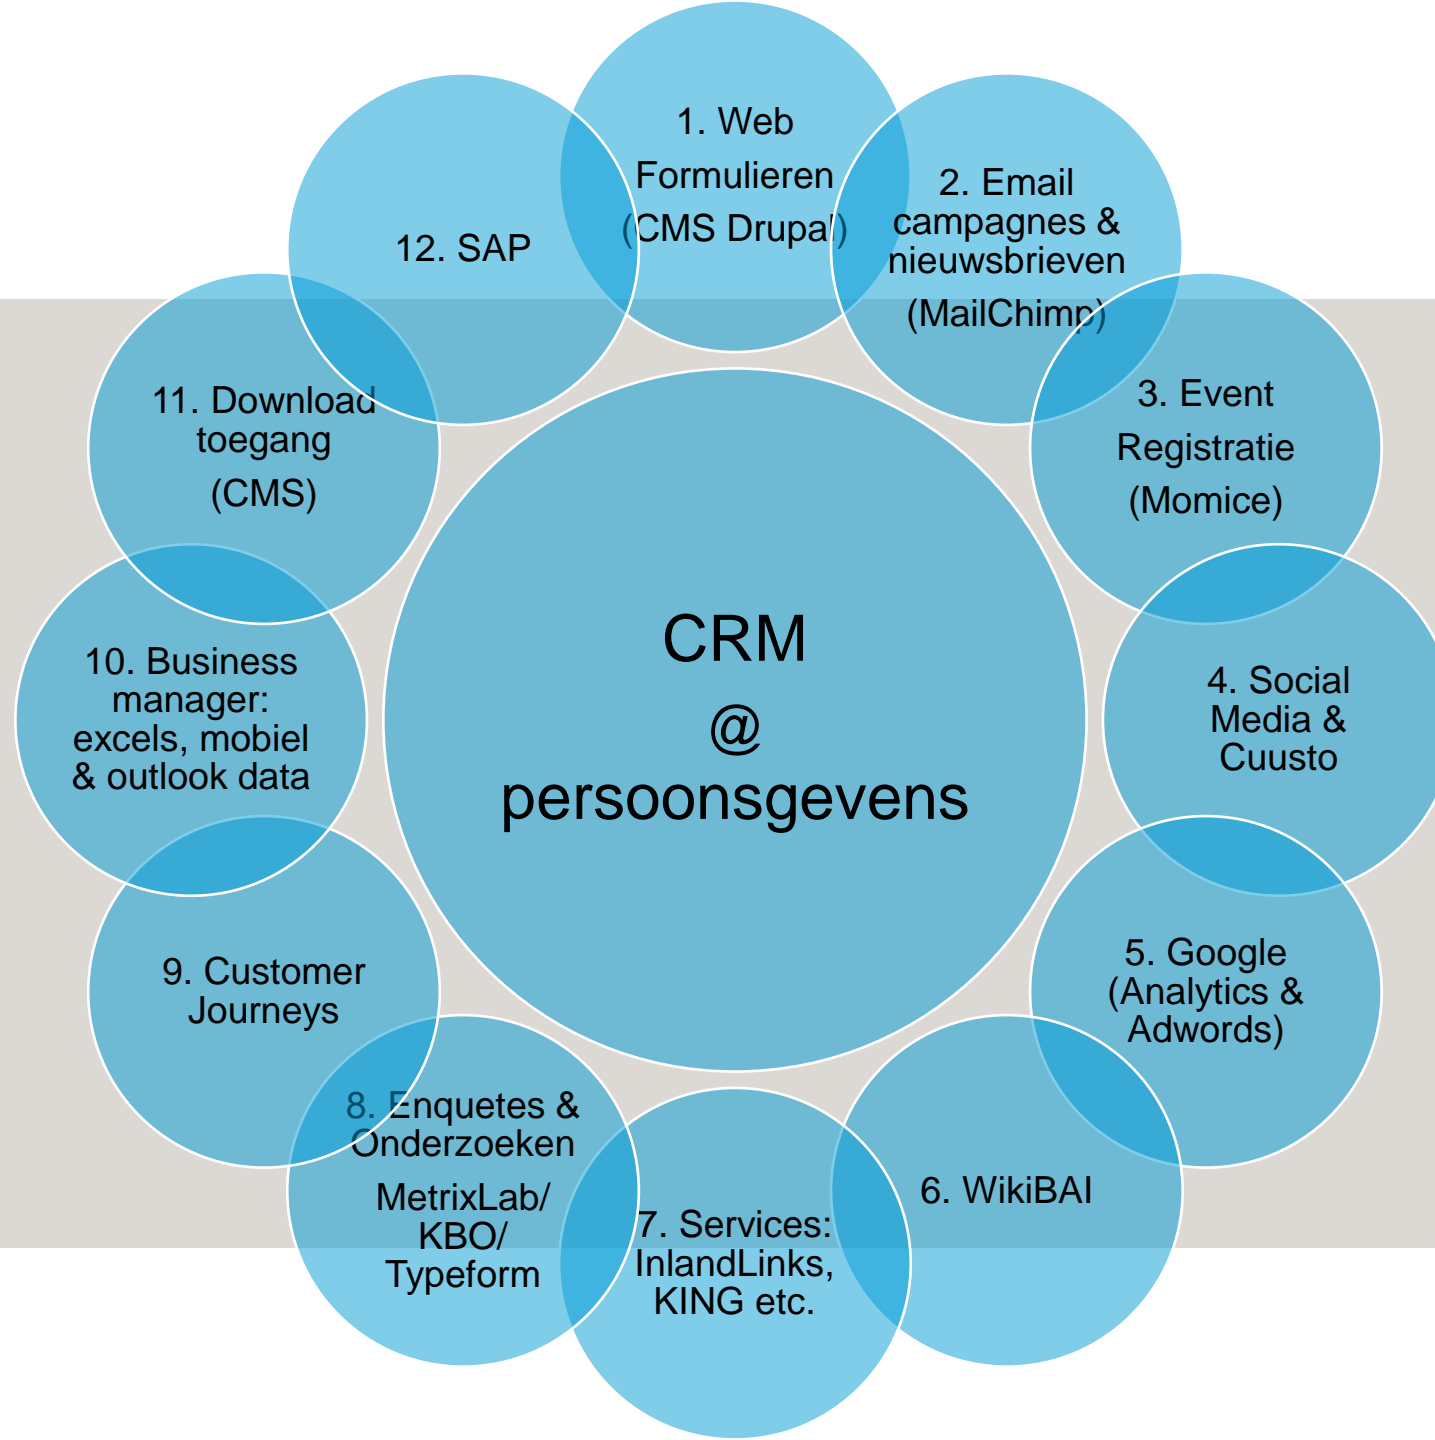 1. Web
Formulieren
(CMS Drupal)
2. Email
campagnes &
nieuwsbrieven
(MailChimp)
3. Event
Registratie
(Momice)
4. Social
Media &
Cuusto
5. Google
(Analytics &
Adwords)
6. WikiBAI
7. Services:
InlandLinks,
KING etc.
8. Enquetes &
Onderzoeken
MetrixLab/
KBO/
Typeform
9. Customer
Journeys
10. Business
manager:
excels, mobiel
& outlook data
11. Download
toegang
(CMS)
12. SAP
CRM
@
persoonsgevens